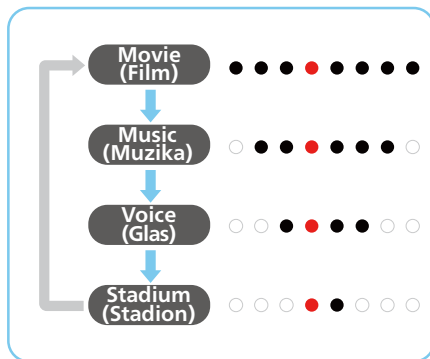 Movie
(Film)
Music
(Muzika)
Voice
(Glas)
Stadium
(Stadion)